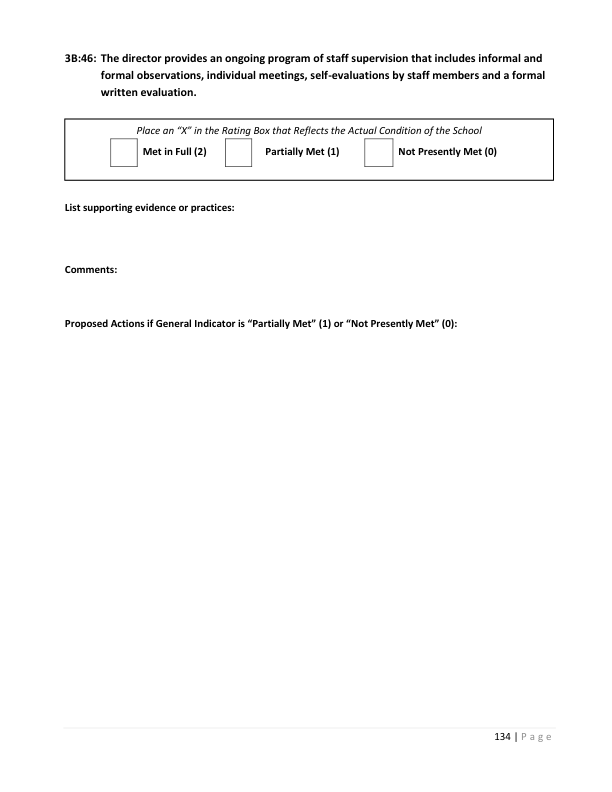 3B:46: The director provides an ongoing program of staff supervision that includes informal and
formal observations, individual meetings, self-evaluations by staff members and a formal
written evaluation.
Place an “X” in the Rating Box that Reflects the Actual Condition of the School
Met in Full (2) Partially Met (1) Not Presently Met (0)
List supporting evidence or practices:
Comments:
Proposed Actions if General Indicator is “Partially Met” (1) or “Not Presently Met” (0):
134 | Page